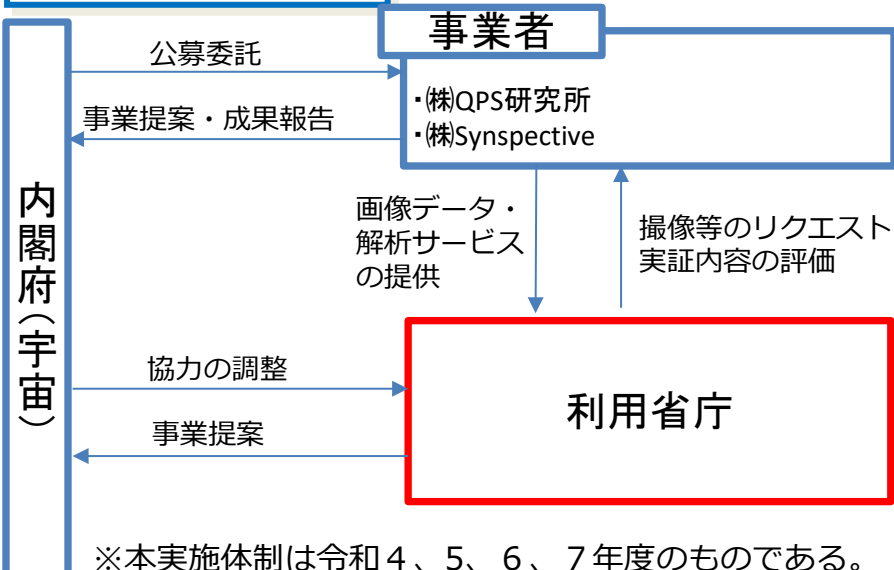 事業者
公募委託
・㈱QPS研究所
・㈱Synspective
事業提案・成果報告
内閣府（宇宙）
画像データ・
解析サービス
の提供
撮像等のリクエスト
実証内容の評価
協力の調整
利用省庁
事業提案
※本実施体制は令和４、5、６、７年度のものである。